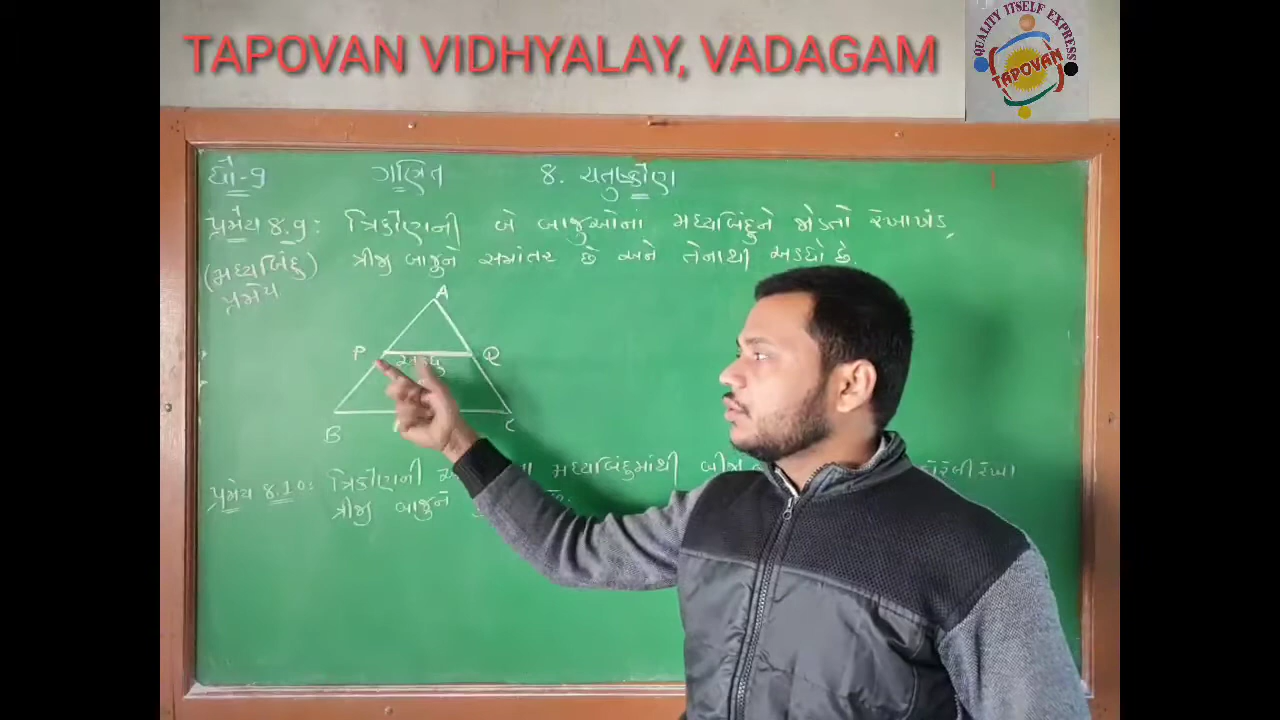 TAPOVAN VIDHYALAY, VADAGAM
QUALITY ITSELF EXPRESS
TAPOVAN
ધો-9 ગણિત 8. ચતુષ્કોણ
પ્રમેય 8.9: ત્રિકોણની બે બાજુઓનાં મધ્યબિંદુને જોડતો રેખાખંડ,
(મધ્યબિંદુ) ત્રીજી બાજુને સમાંતર છે અને તેનાથી અડધો છે.
પ્રમેય
A
P Q
B C
પ્રમેય 8.10: ત્રિકોણની મધ્યબિંદુમાંથી દોરેલી રેખા
ત્રીજી બાજુને